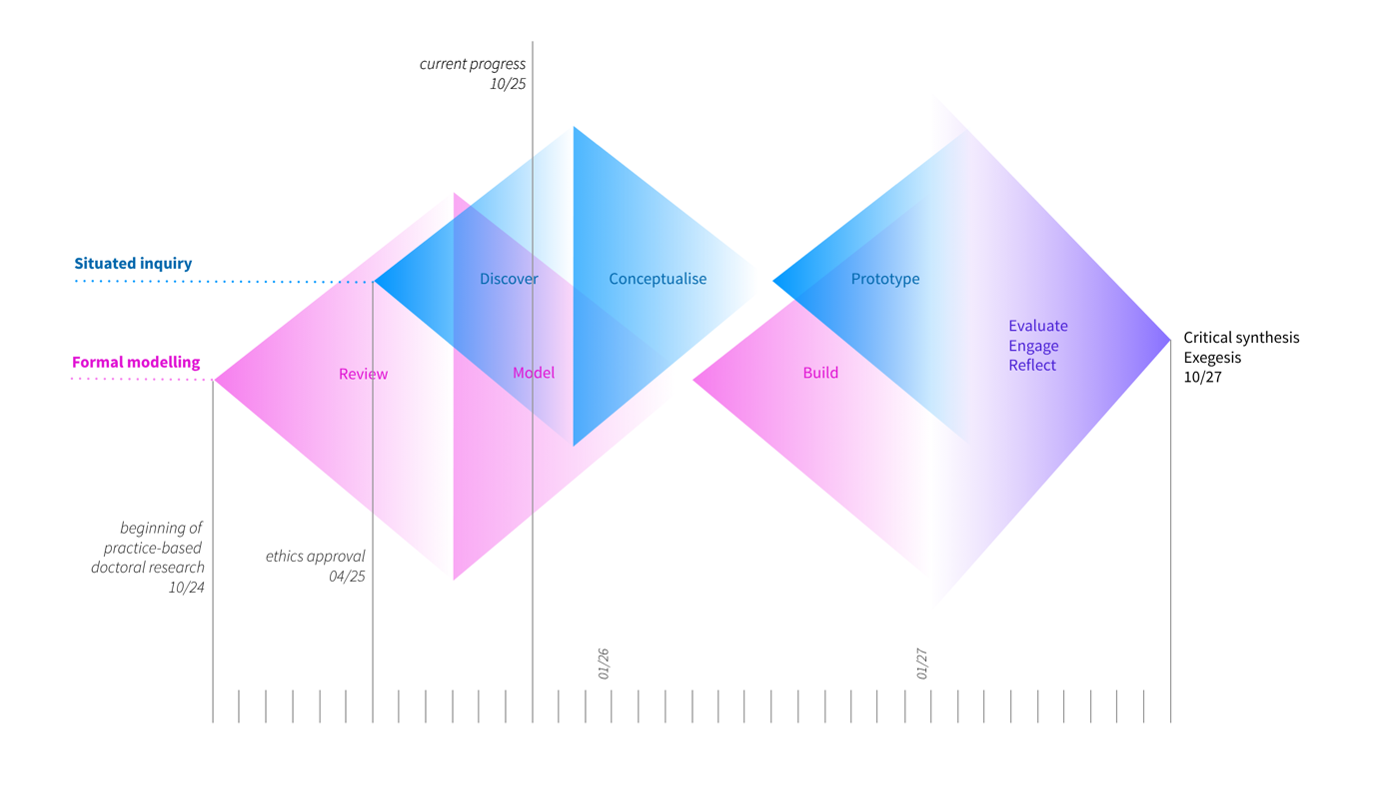 current progress
10/25
Situated inquiry
Discover
Conceptualise
Prototype
Formal modelling
Review
Model
Build
Evaluate
Engage
Reflect
Critical synthesis
Exegesis
10/27
beginning of
practice-based
doctoral research
10/24
ethics approval
04/25
01/26
01/27